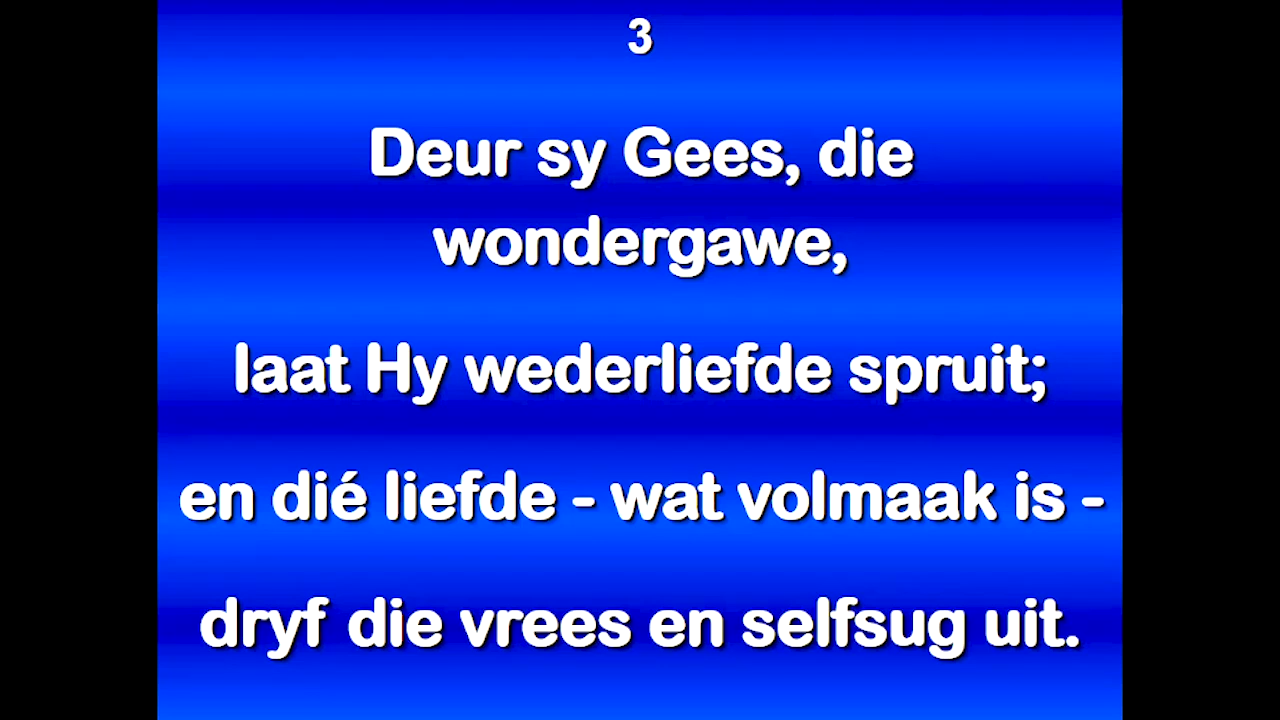 3
Deur sy Gees, die
wondergawe,
laat Hy wederliefde spruit;
en dié liefde - wat volmaak is -
dryf die vrees en selfsug uit.